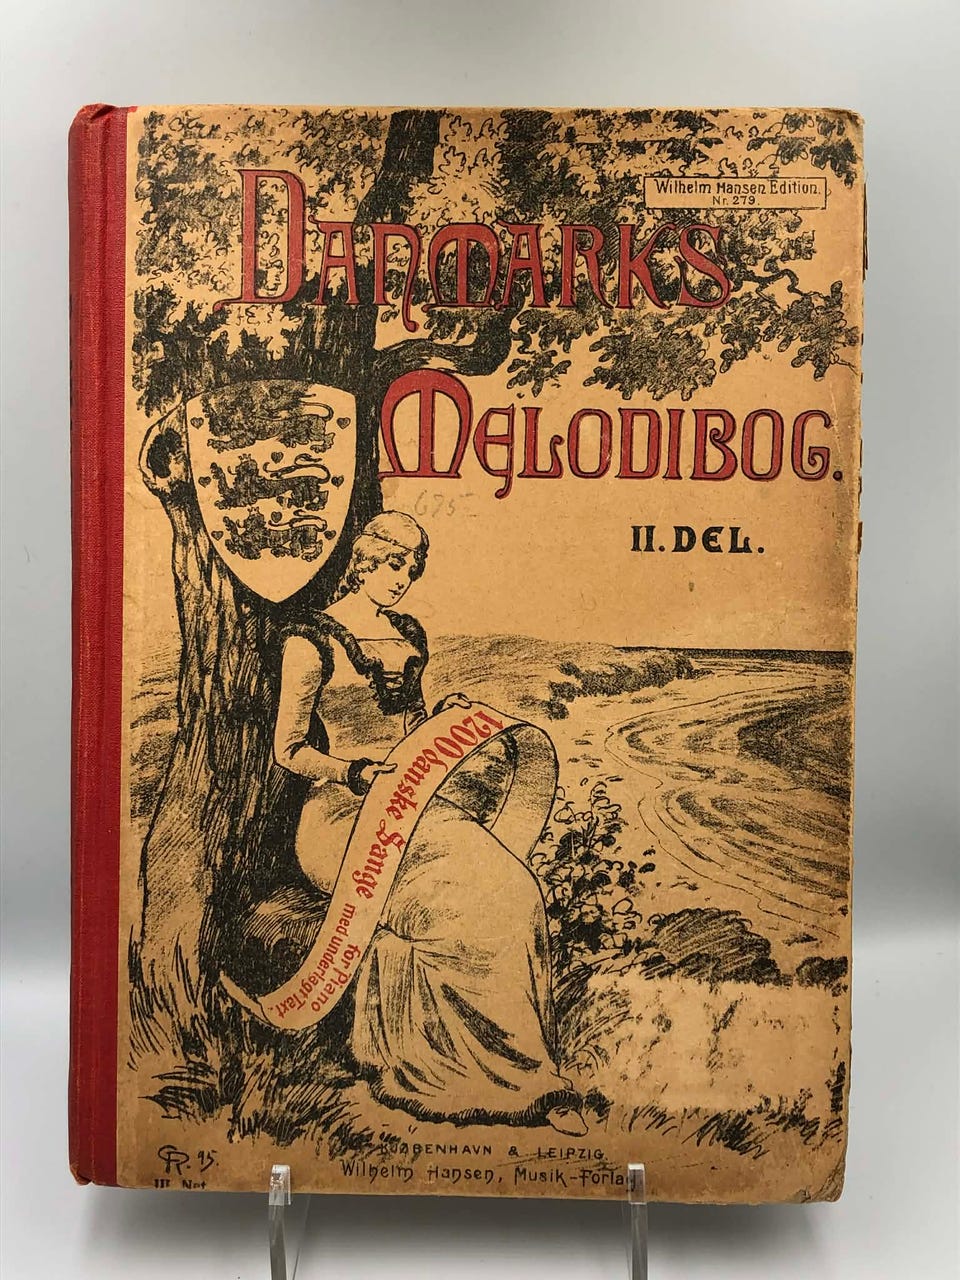 Wilhelm Hansen Edition.
Nr. 279.
DANMARKS
MELODIBOG.
675
II. DEL.
1200 danske Sange
for Piano
med underlagt Text.
KJØBENHAVN & LEIPZIG.
Wilhelm Hansen, Musik-Forlag
GR. 95.